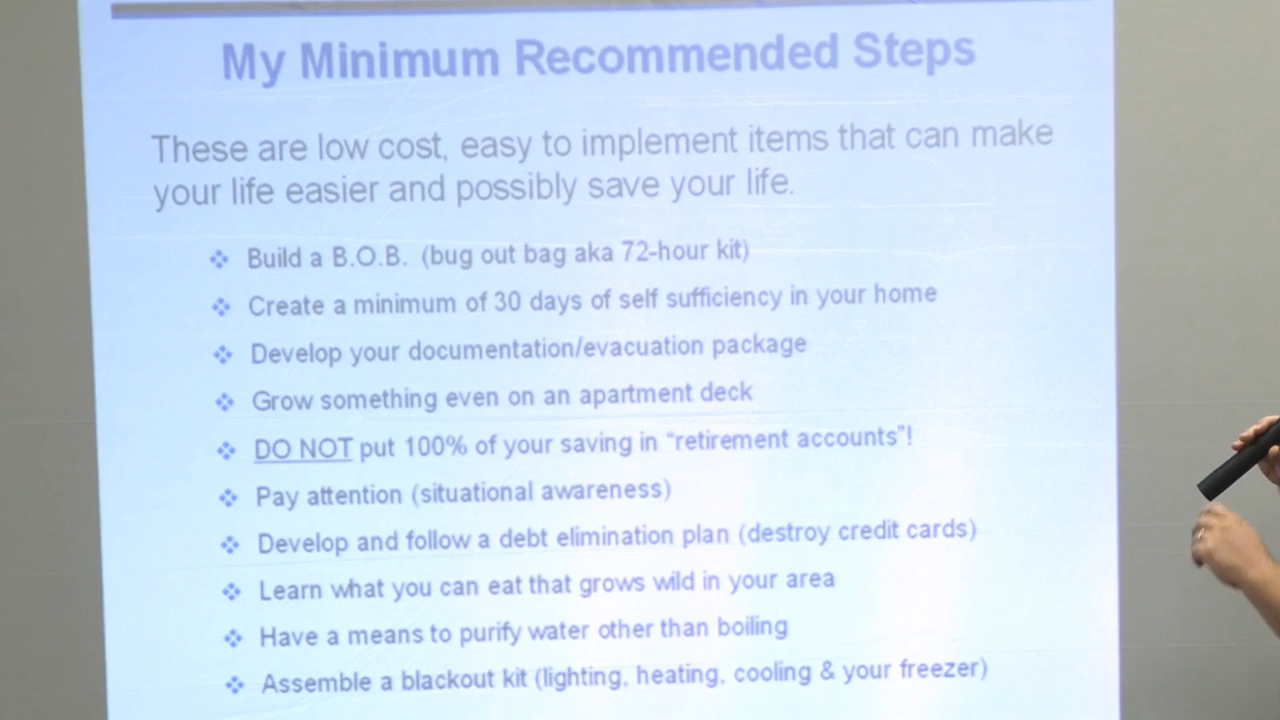 My Minimum Recommended Steps
These are low cost, easy to implement items that can make
your life easier and possibly save your life.
Build a B.O.B. (bug out bag aka 72-hour kit)
Create a minimum of 30 days of self sufficiency in your home
Develop your documentation/evacuation package
Grow something even on an apartment deck
DO NOT put 100% of your saving in “retirement accounts”!
Pay attention (situational awareness)
Develop and follow a debt elimination plan (destroy credit cards)
Learn what you can eat that grows wild in your area
Have a means to purify water other than boiling
Assemble a blackout kit (lighting, heating, cooling & your freezer)